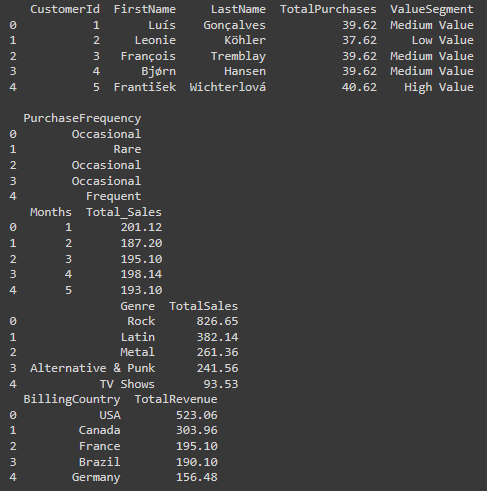 CustomerId FirstName LastName TotalPurchases ValueSegment
0 1 Luís Gonçalves 39.62 Medium Value
1 2 Leonie Köhler 37.62 Low Value
2 3 François Tremblay 39.62 Medium Value
3 4 Bjørn Hansen 39.62 Medium Value
4 5 František Wichterlová 40.62 High Value
PurchaseFrequency
0 Occasional
1 Rare
2 Occasional
3 Occasional
4 Frequent
Months Total_Sales
0 1 201.12
1 2 187.20
2 3 195.10
3 4 198.14
4 5 193.10
Genre TotalSales
0 Rock 826.65
1 Latin 382.14
2 Metal 261.36
3 Alternative & Punk 241.56
4 TV Shows 93.53
BillingCountry TotalRevenue
0 USA 523.06
1 Canada 303.96
2 France 195.10
3 Brazil 190.10
4 Germany 156.48